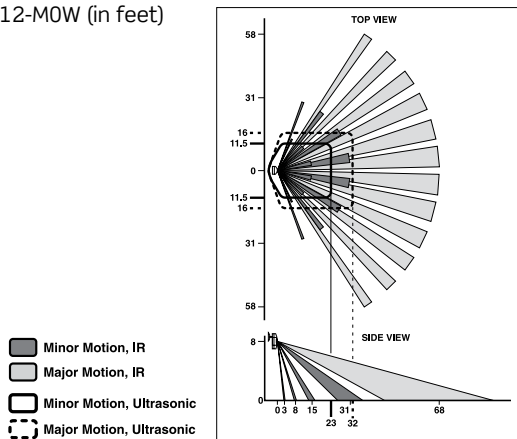 12-M0W (in feet)
TOP VIEW
58
31
16
11.5
0
11.5
16
31
58
SIDE VIEW
8
0
0 3 8 15 31 68
23 32
Minor Motion, IR
Major Motion, IR
Minor Motion, Ultrasonic
Major Motion, Ultrasonic